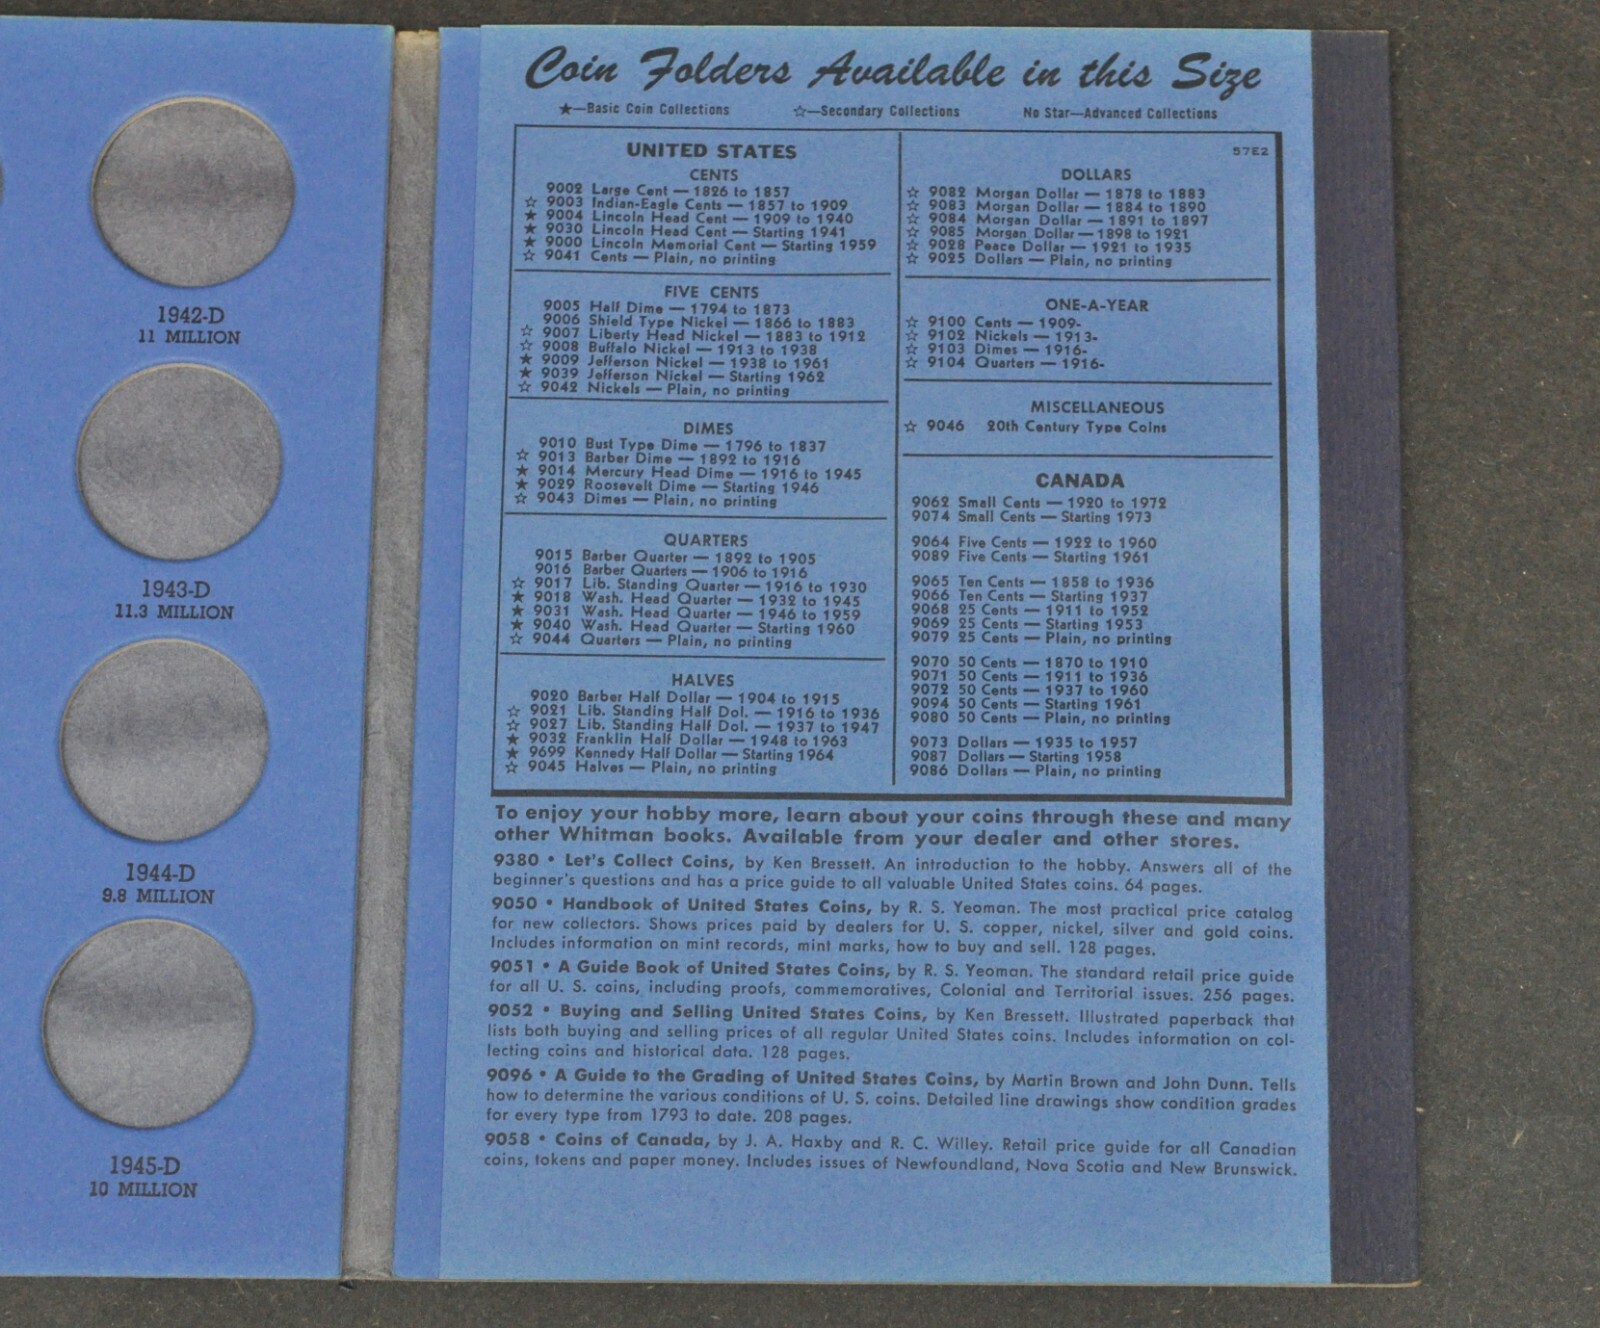 1942-D
11 MILLION
1943-D
11.3 MILLION
1944-D
9.8 MILLION
1945-D
10 MILLION
Coin Folders Available in this Size
★—Basic Coin Collections ☆—Secondary Collections No Star—Advanced Collections
UNITED STATES
CENTS
9002 Large Cent — 1826 to 1857
☆ 9003 Indian-Eagle Cents — 1857 to 1909
★ 9004 Lincoln Head Cent — 1909 to 1940
★ 9030 Lincoln Head Cent — Starting 1941
★ 9000 Lincoln Memorial Cent — Starting 1959
☆ 9041 Cents — Plain, no printing
FIVE CENTS
9005 Half Dime — 1794 to 1873
9006 Shield Type Nickel — 1866 to 1883
☆ 9007 Liberty Head Nickel — 1883 to 1912
☆ 9008 Buffalo Nickel — 1913 to 1938
★ 9009 Jefferson Nickel — 1938 to 1961
★ 9039 Jefferson Nickel — Starting 1962
☆ 9042 Nickels — Plain, no printing
DIMES
9010 Bust Type Dime — 1796 to 1837
☆ 9013 Barber Dime — 1892 to 1916
★ 9014 Mercury Head Dime — 1916 to 1945
★ 9029 Roosevelt Dime — Starting 1946
☆ 9043 Dimes — Plain, no printing
QUARTERS
9015 Barber Quarter — 1892 to 1905
9016 Barber Quarters — 1906 to 1916
☆ 9017 Lib. Standing Quarter — 1916 to 1930
★ 9018 Wash. Head Quarter — 1932 to 1945
★ 9031 Wash. Head Quarter — 1946 to 1959
★ 9040 Wash. Head Quarter — Starting 1960
☆ 9044 Quarters — Plain, no printing
HALVES
9020 Barber Half Dollar — 1904 to 1915
☆ 9021 Lib. Standing Half Dol. — 1916 to 1936
☆ 9027 Lib. Standing Half Dol. — 1937 to 1947
★ 9032 Franklin Half Dollar — 1948 to 1963
★ 9699 Kennedy Half Dollar — Starting 1964
☆ 9045 Halves — Plain, no printing
57E2
DOLLARS
☆ 9082 Morgan Dollar — 1878 to 1883
☆ 9083 Morgan Dollar — 1884 to 1890
☆ 9084 Morgan Dollar — 1891 to 1897
☆ 9085 Morgan Dollar — 1898 to 1921
☆ 9028 Peace Dollar — 1921 to 1935
☆ 9025 Dollars — Plain, no printing
ONE-A-YEAR
☆ 9100 Cents — 1909-
☆ 9102 Nickels — 1913-
☆ 9103 Dimes — 1916-
☆ 9104 Quarters — 1916-
MISCELLANEOUS
☆ 9046 20th Century Type Coins
CANADA
9062 Small Cents — 1920 to 1972
9074 Small Cents — Starting 1973
9064 Five Cents — 1922 to 1960
9089 Five Cents — Starting 1961
9065 Ten Cents — 1858 to 1936
9066 Ten Cents — Starting 1937
9068 25 Cents — 1911 to 1952
9069 25 Cents — Starting 1953
9079 25 Cents — Plain, no printing
9070 50 Cents — 1870 to 1910
9071 50 Cents — 1911 to 1936
9072 50 Cents — 1937 to 1960
9094 50 Cents — Starting 1961
9080 50 Cents — Plain, no printing
9073 Dollars — 1935 to 1957
9087 Dollars — Starting 1958
9086 Dollars — Plain, no printing
To enjoy your hobby more, learn about your coins through these and many
other Whitman books. Available from your dealer and other stores.
9380 • Let's Collect Coins, by Ken Bressett. An introduction to the hobby. Answers all of the
beginner's questions and has a price guide to all valuable United States coins. 64 pages.
9050 • Handbook of United States Coins, by R. S. Yeoman. The most practical price catalog
for new collectors. Shows prices paid by dealers for U. S. copper, nickel, silver and gold coins.
Includes information on mint records, mint marks, how to buy and sell. 128 pages.
9051 • A Guide Book of United States Coins, by R. S. Yeoman. The standard retail price guide
for all U. S. coins, including proofs, commemoratives, Colonial and Territorial issues. 256 pages.
9052 • Buying and Selling United States Coins, by Ken Bressett. Illustrated paperback that
lists both buying and selling prices of all regular United States coins. Includes information on col-
lecting coins and historical data. 128 pages.
9096 • A Guide to the Grading of United States Coins, by Martin Brown and John Dunn. Tells
how to determine the various conditions of U. S. coins. Detailed line drawings show condition grades
for every type from 1793 to date. 208 pages.
9058 • Coins of Canada, by J. A. Haxby and R. C. Willey. Retail price guide for all Canadian
coins, tokens and paper money. Includes issues of Newfoundland, Nova Scotia and New Brunswick.